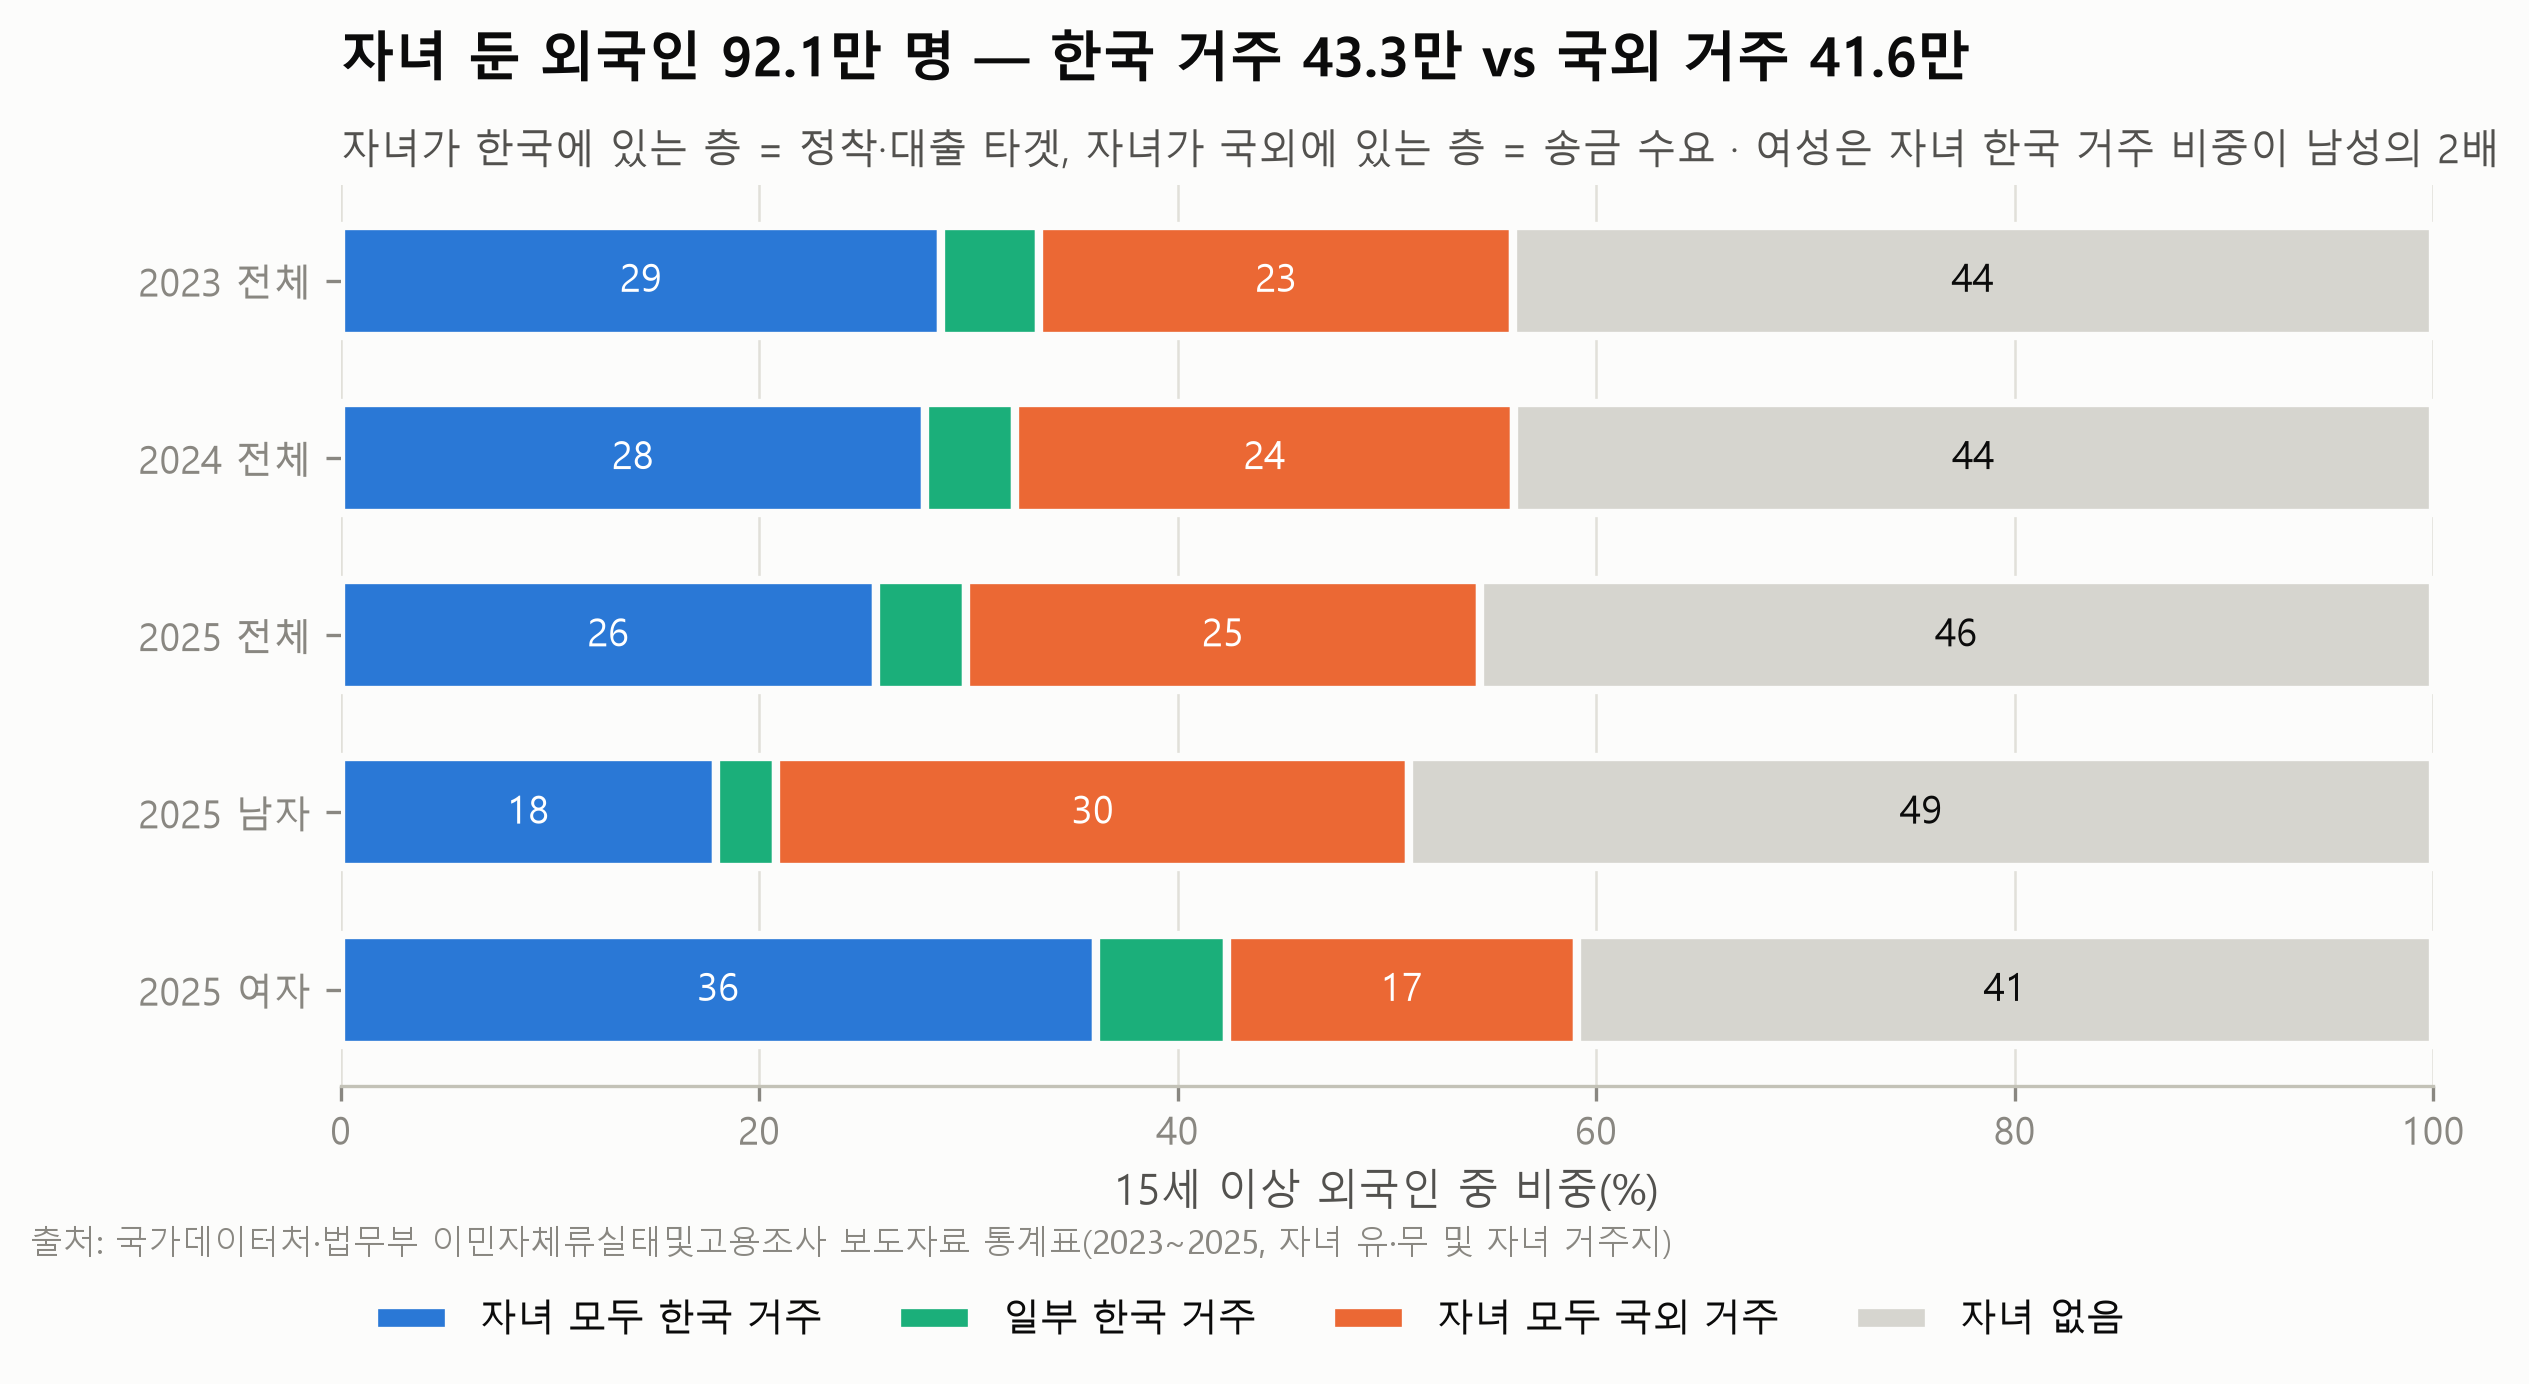 자녀 둔 외국인 92.1만 명 — 한국 거주 43.3만 vs 국외 거주 41.6만
자녀가 한국에 있는 층 = 정착·대출 타겟, 자녀가 국외에 있는 층 = 송금 수요 · 여성은 자녀 한국 거주 비중이 남성의 2배
2023 전체 29 23 44
2024 전체 28 24 44
2025 전체 26 25 46
2025 남자 18 30 49
2025 여자 36 17 41
0 20 40 60 80 100
15세 이상 외국인 중 비중(%)
출처: 국가데이터처·법무부 이민자체류실태및고용조사 보도자료 통계표(2023~2025, 자녀 유·무 및 자녀 거주지)
자녀 모두 한국 거주 일부 한국 거주 자녀 모두 국외 거주 자녀 없음